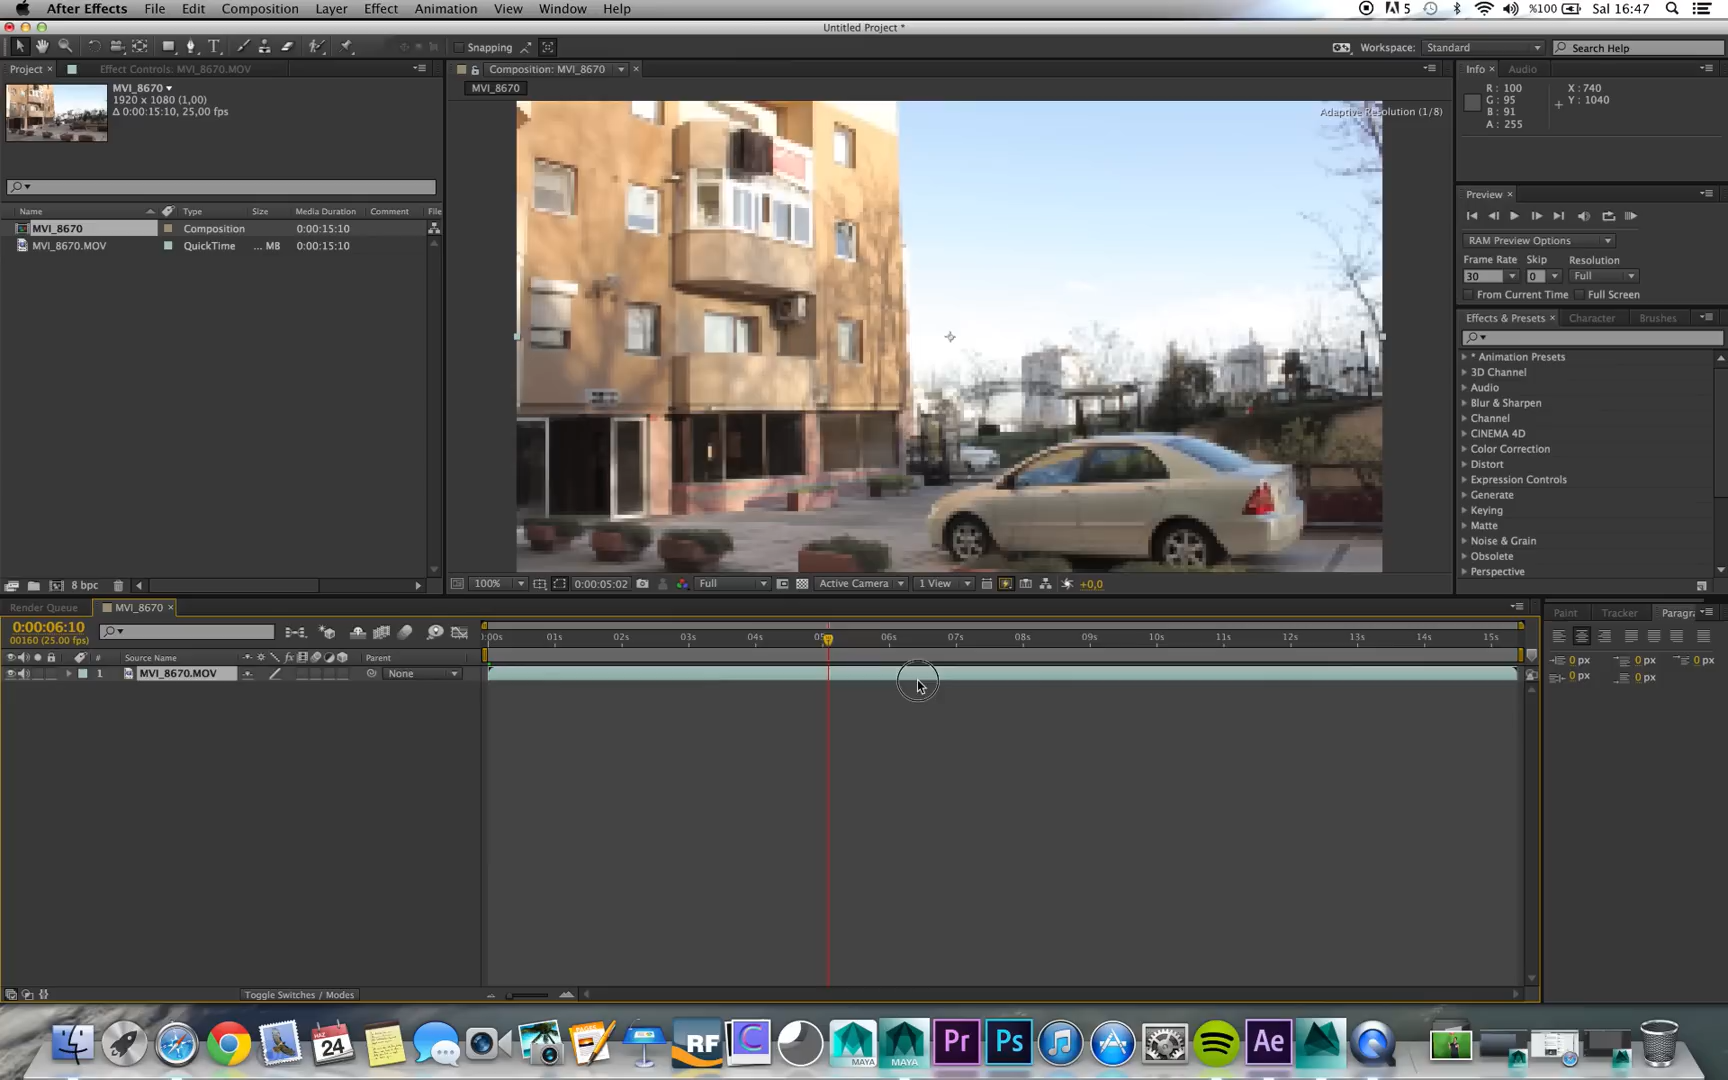 After Effects File Edit Composition Layer Effect Animation View Window Help 5 %100 Sal 16:47
Untitled Project *
Snapping Workspace: Standard Search Help
Project × Effect Controls: MVI_8670.MOV
MVI_8670
1920 x 1080 (1,00)
Δ 0:00:15:10, 25,00 fps
Name Type Size Media Duration Comment File
MVI_8670 Composition 0:00:15:10
MVI_8670.MOV QuickTime ... MB 0:00:15:10
8 bpc
Composition: MVI_8670 ×
MVI_8670
Adaptive Resolution (1/8)
100% 0:00:05:02 Full Active Camera 1 View +0,0
Info × Audio
R: 100 X: 740
G: 95 Y: 1040
B: 91
A: 255
Preview ×
RAM Preview Options
Frame Rate Skip Resolution
30 0 Full
From Current Time Full Screen
Effects & Presets × Character Brushes
* Animation Presets
3D Channel
Audio
Blur & Sharpen
Channel
CINEMA 4D
Color Correction
Distort
Expression Controls
Generate
Keying
Matte
Noise & Grain
Obsolete
Perspective
Render Queue MVI_8670 ×
0:00:06:10
00160 (25.00 fps)
:00s 01s 02s 03s 04s 05s 06s 07s 08s 09s 10s 11s 12s 13s 14s 15s
# Source Name Parent
1 MVI_8670.MOV None
Toggle Switches / Modes
Paint Tracker Paragra
0 px 0 px 0 px
0 px 0 px
HAZ
24
PAGES
RF
C
MAYA MAYA
Pr Ps Ae